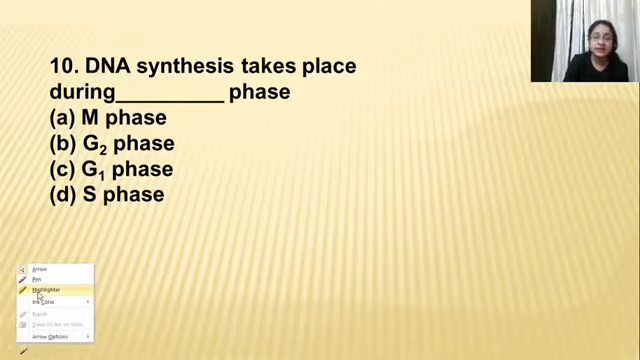 10. DNA synthesis takes place
during_________ phase
(a) M phase
(b) G₂ phase
(c) G₁ phase
(d) S phase
Arrow
Pen
Highlighter
Ink Color
Eraser
Erase All Ink on Slide
Arrow Options